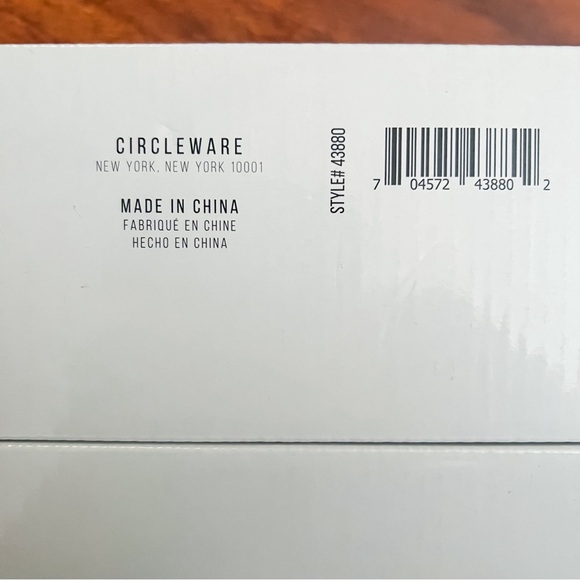 CIRCLEWARE
NEW YORK, NEW YORK 10001
MADE IN CHINA
FABRIQUÉ EN CHINE
HECHO EN CHINA
STYLE# 43880
7 04572 43880 2